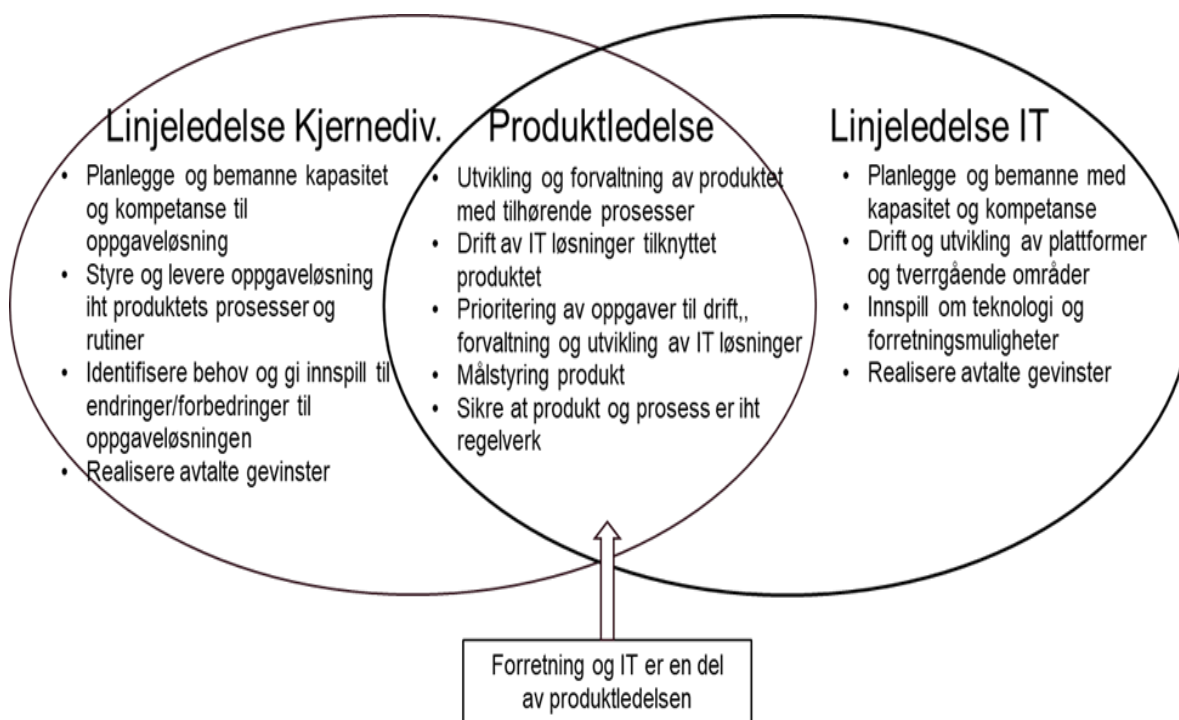 Linjeledelse Kjernediv.
• Planlegge og bemanne kapasitet
og kompetanse til
oppgaveløsning
• Styre og levere oppgaveløsning
iht produktets prosesser og
rutiner
• Identifisere behov og gi innspill til
endringer/forbedringer til
oppgaveløsningen
• Realisere avtalte gevinster
Produktledelse
• Utvikling og forvaltning av produktet
med tilhørende prosesser
• Drift av IT løsninger tilknyttet
produktet
• Prioritering av oppgaver til drift,,
forvaltning og utvikling av IT løsninger
• Målstyring produkt
• Sikre at produkt og prosess er iht
regelverk
Linjeledelse IT
• Planlegge og bemanne med
kapasitet og kompetanse
• Drift og utvikling av plattformer
og tverrgående områder
• Innspill om teknologi og
forretningsmuligheter
• Realisere avtalte gevinster
Forretning og IT er en del
av produktledelsen